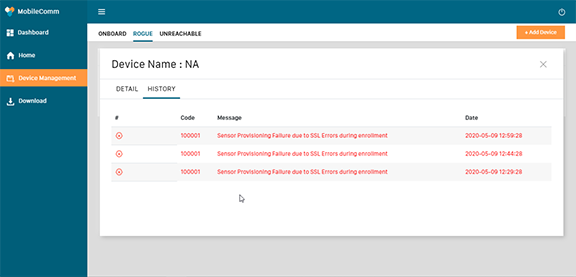 MobileComm
Dashboard
Home
Device Management
Download
ONBOARD ROGUE UNREACHABLE
+ Add Device
Device Name : NA
DETAIL HISTORY
# Code Message Date
100001 Sensor Provisioning Failure due to SSL Errors during enrollment 2020-05-09 12:59:28
100001 Sensor Provisioning Failure due to SSL Errors during enrollment 2020-05-09 12:44:28
100001 Sensor Provisioning Failure due to SSL Errors during enrollment 2020-05-09 12:29:28